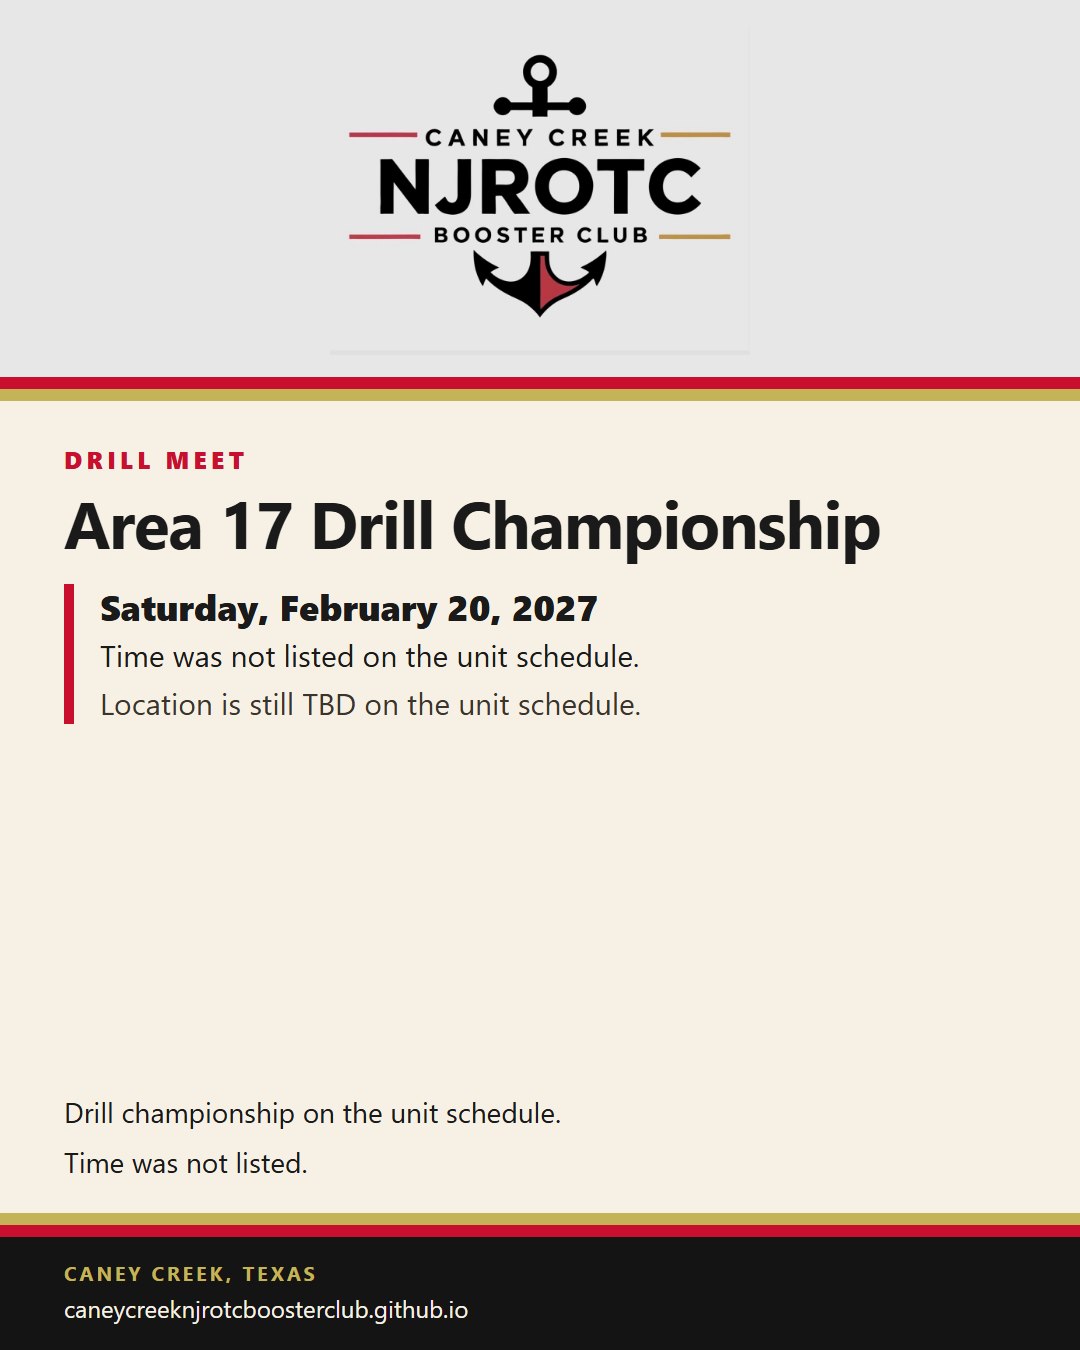 CANEY CREEK
NJROTC
BOOSTER CLUB
DRILL MEET
Area 17 Drill Championship
Saturday, February 20, 2027
Time was not listed on the unit schedule.
Location is still TBD on the unit schedule.
Drill championship on the unit schedule.
Time was not listed.
CANEY CREEK, TEXAS
caneycreeknjrotcboosterclub.github.io